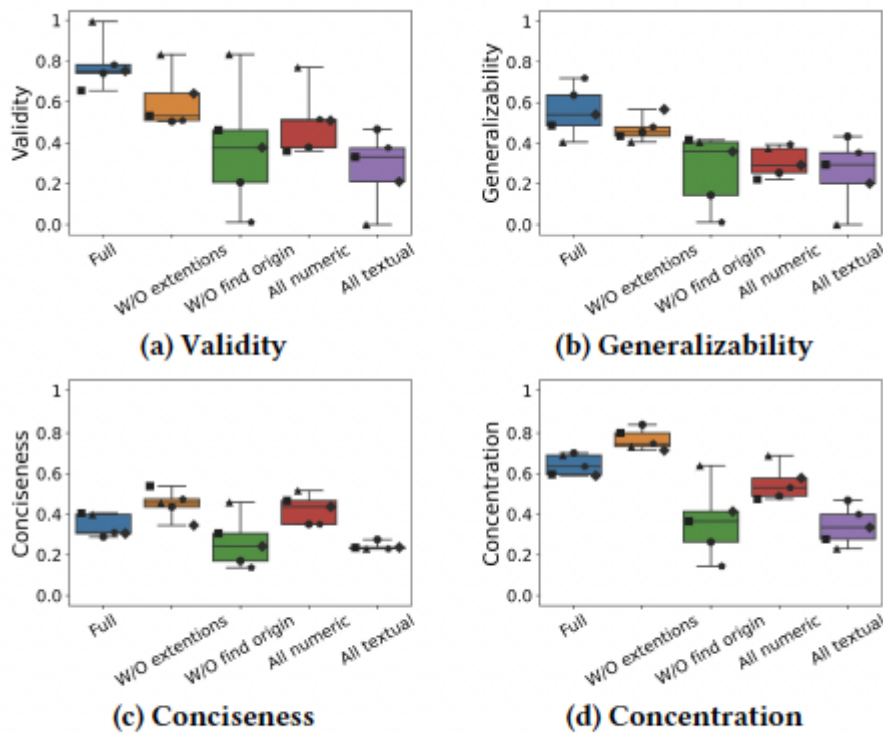 1
0.8
0.6
0.4
0.2
0.0
Validity
Full
W/O extentions
W/O find origin
All numeric
All textual
(a) Validity
1
0.8
0.6
0.4
0.2
0.0
Generalizability
Full
W/O extentions
W/O find origin
All numeric
All textual
(b) Generalizability
1
0.8
0.6
0.4
0.2
0.0
Conciseness
Full
W/O extentions
W/O find origin
All numeric
All textual
(c) Conciseness
1
0.8
0.6
0.4
0.2
0.0
Concentration
Full
W/O extentions
W/O find origin
All numeric
All textual
(d) Concentration